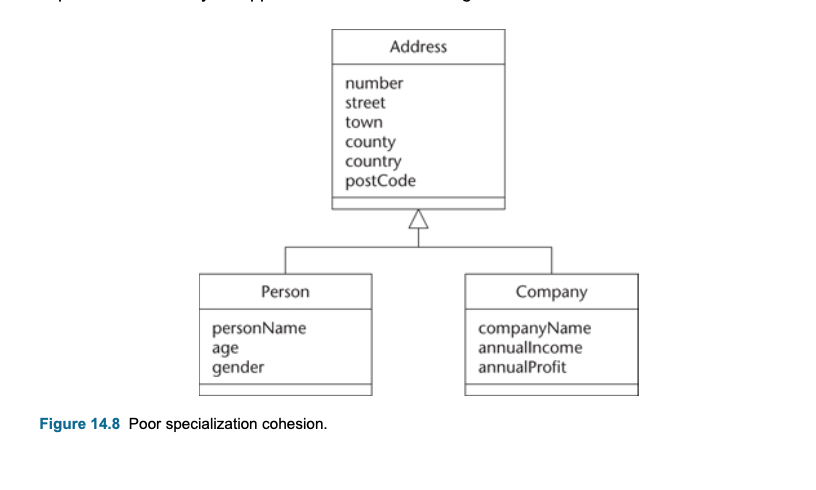 Address
number
street
town
county
country
postCode
Person
personName
age
gender
Company
companyName
annualIncome
annualProfit
Figure 14.8 Poor specialization cohesion.